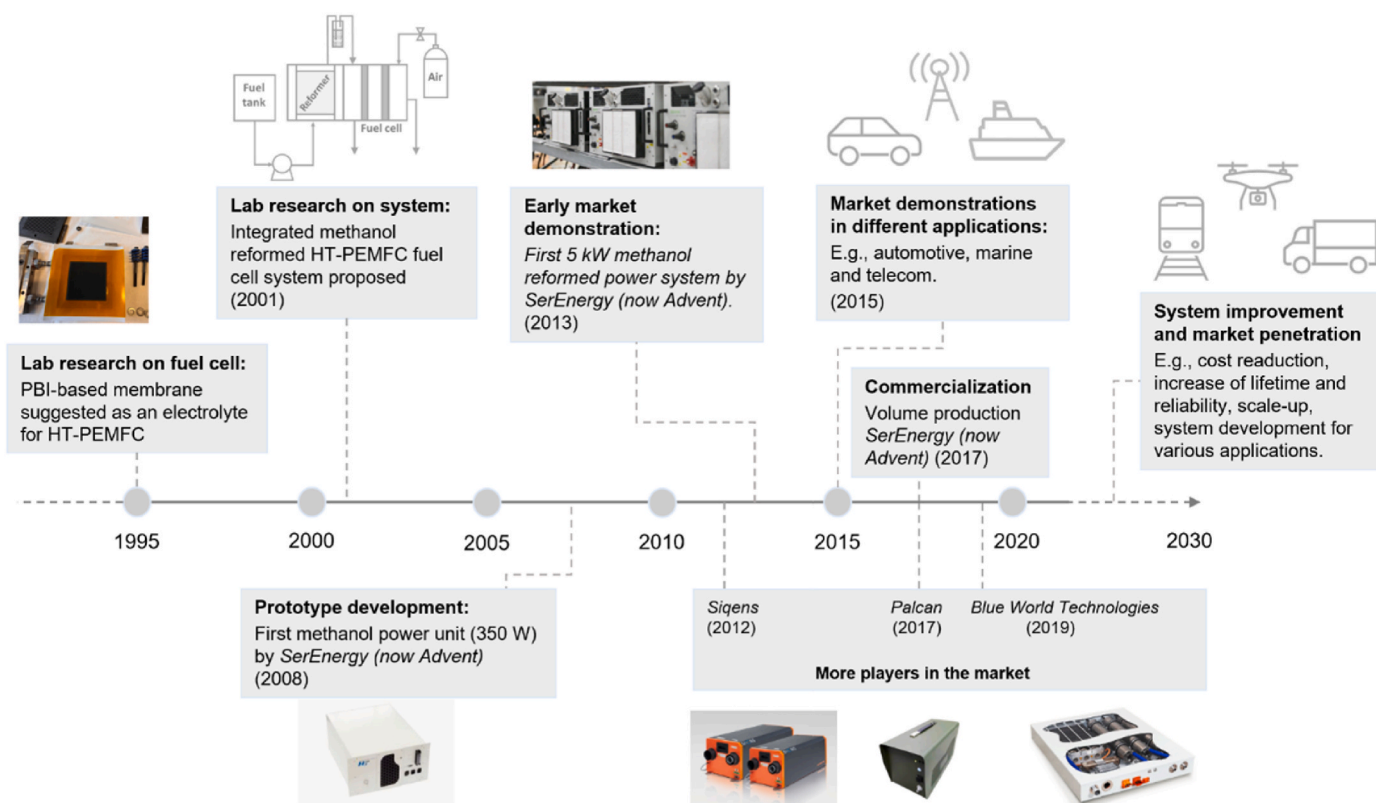 Fuel
tank
Reformer
Fuel cell
Air
Lab research on system:
Integrated methanol
reformed HT-PEMFC fuel
cell system proposed
(2001)
Early market
demonstration:
First 5 kW methanol
reformed power system by
SerEnergy (now Advent).
(2013)
Market demonstrations
in different applications:
E.g., automotive, marine
and telecom.
(2015)
System improvement
and market penetration
E.g., cost readuction,
increase of lifetime and
reliability, scale-up,
system development for
various applications.
Lab research on fuel cell:
PBI-based membrane
suggested as an electrolyte
for HT-PEMFC
Commercialization
Volume production
SerEnergy (now
Advent) (2017)
1995
2000
2005
2010
2015
2020
2030
Prototype development:
First methanol power unit (350 W)
by SerEnergy (now Advent)
(2008)
Siqens
(2012)
Palcan
(2017)
Blue World Technologies
(2019)
More players in the market